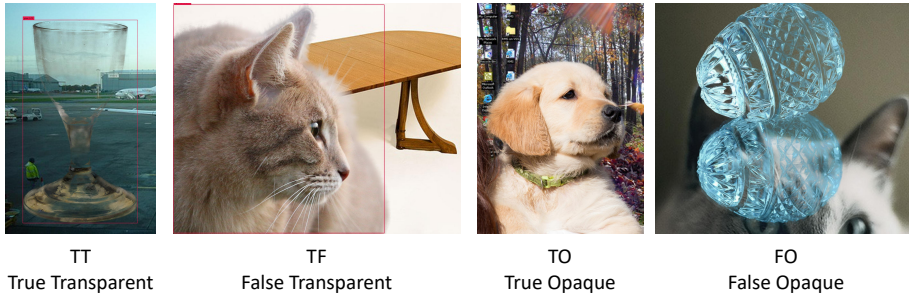 TT
True Transparent
TF
False Transparent
TO
True Opaque
FO
False Opaque